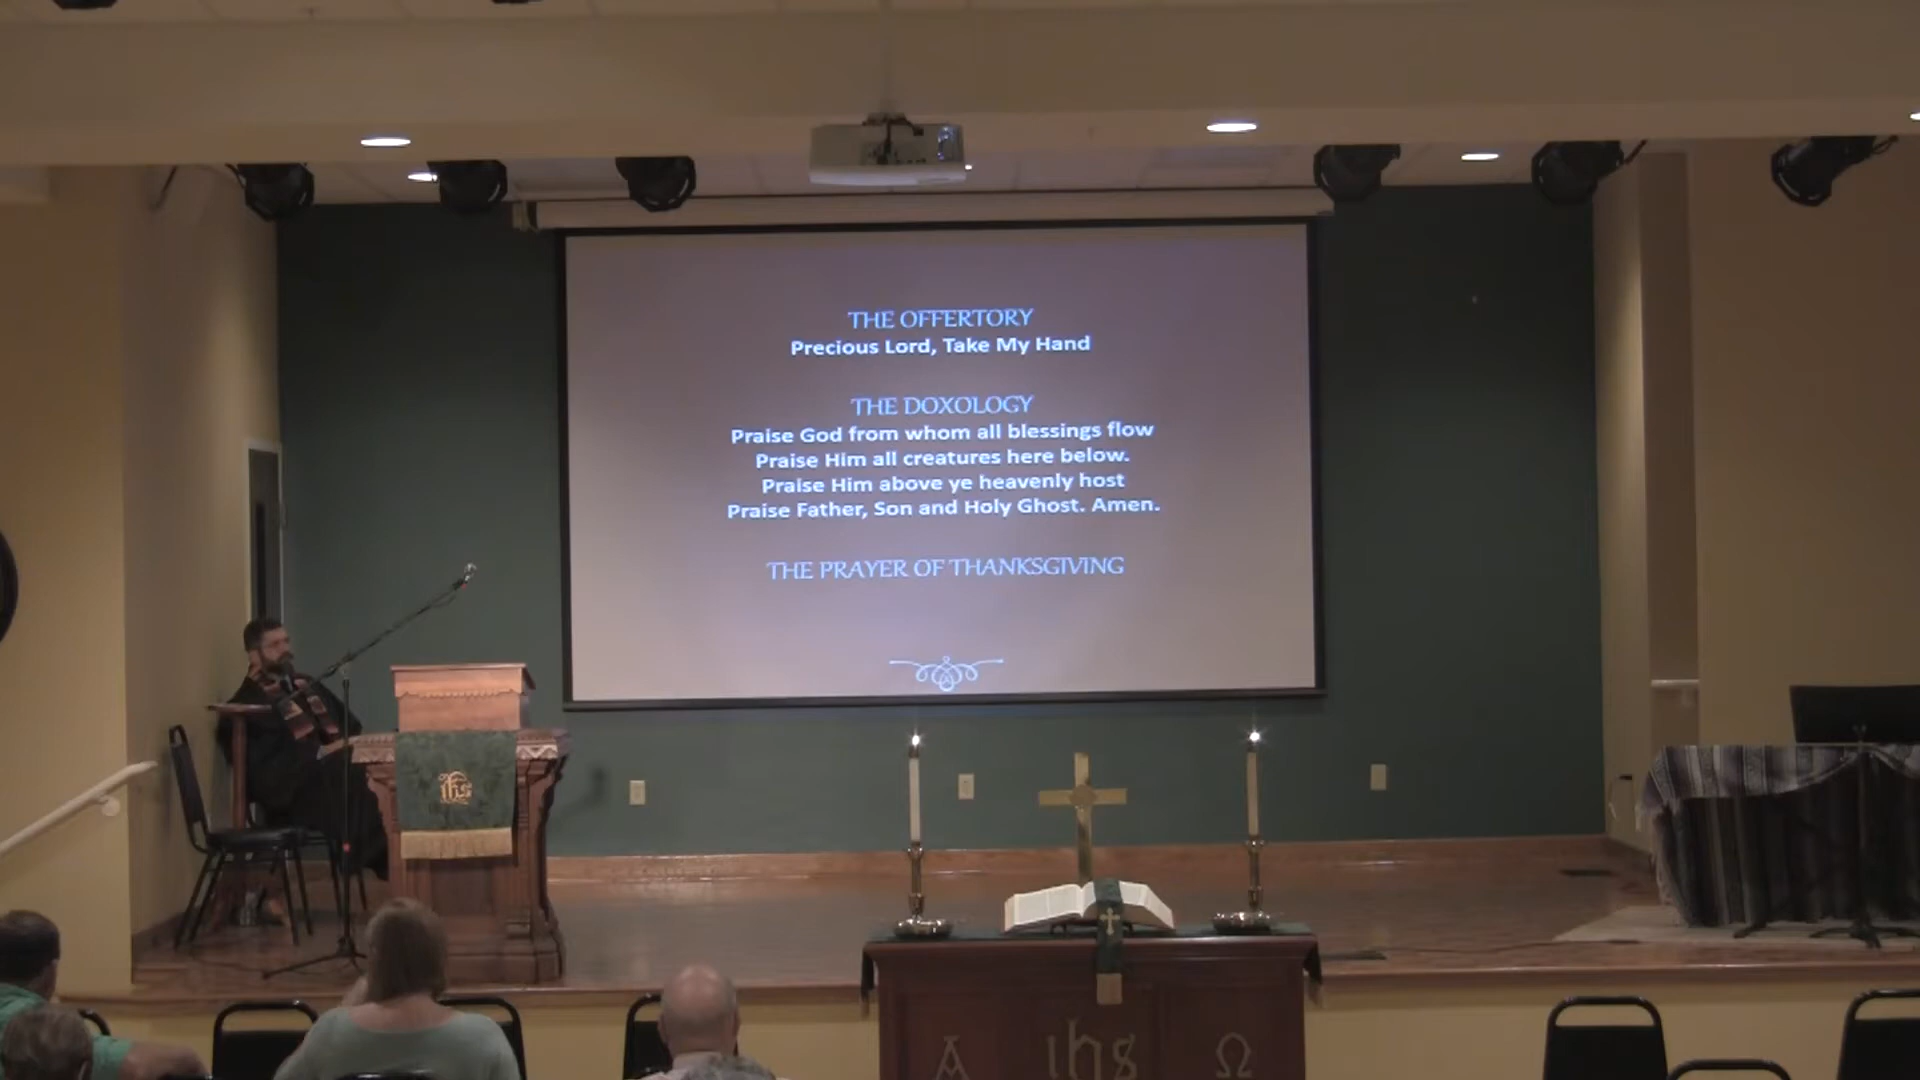 THE OFFERTORY
Precious Lord, Take My Hand
THE DOXOLOGY
Praise God from whom all blessings flow
Praise Him all creatures here below.
Praise Him above ye heavenly host
Praise Father, Son and Holy Ghost. Amen.
THE PRAYER OF THANKSGIVING
ihs
Α ihs Ω